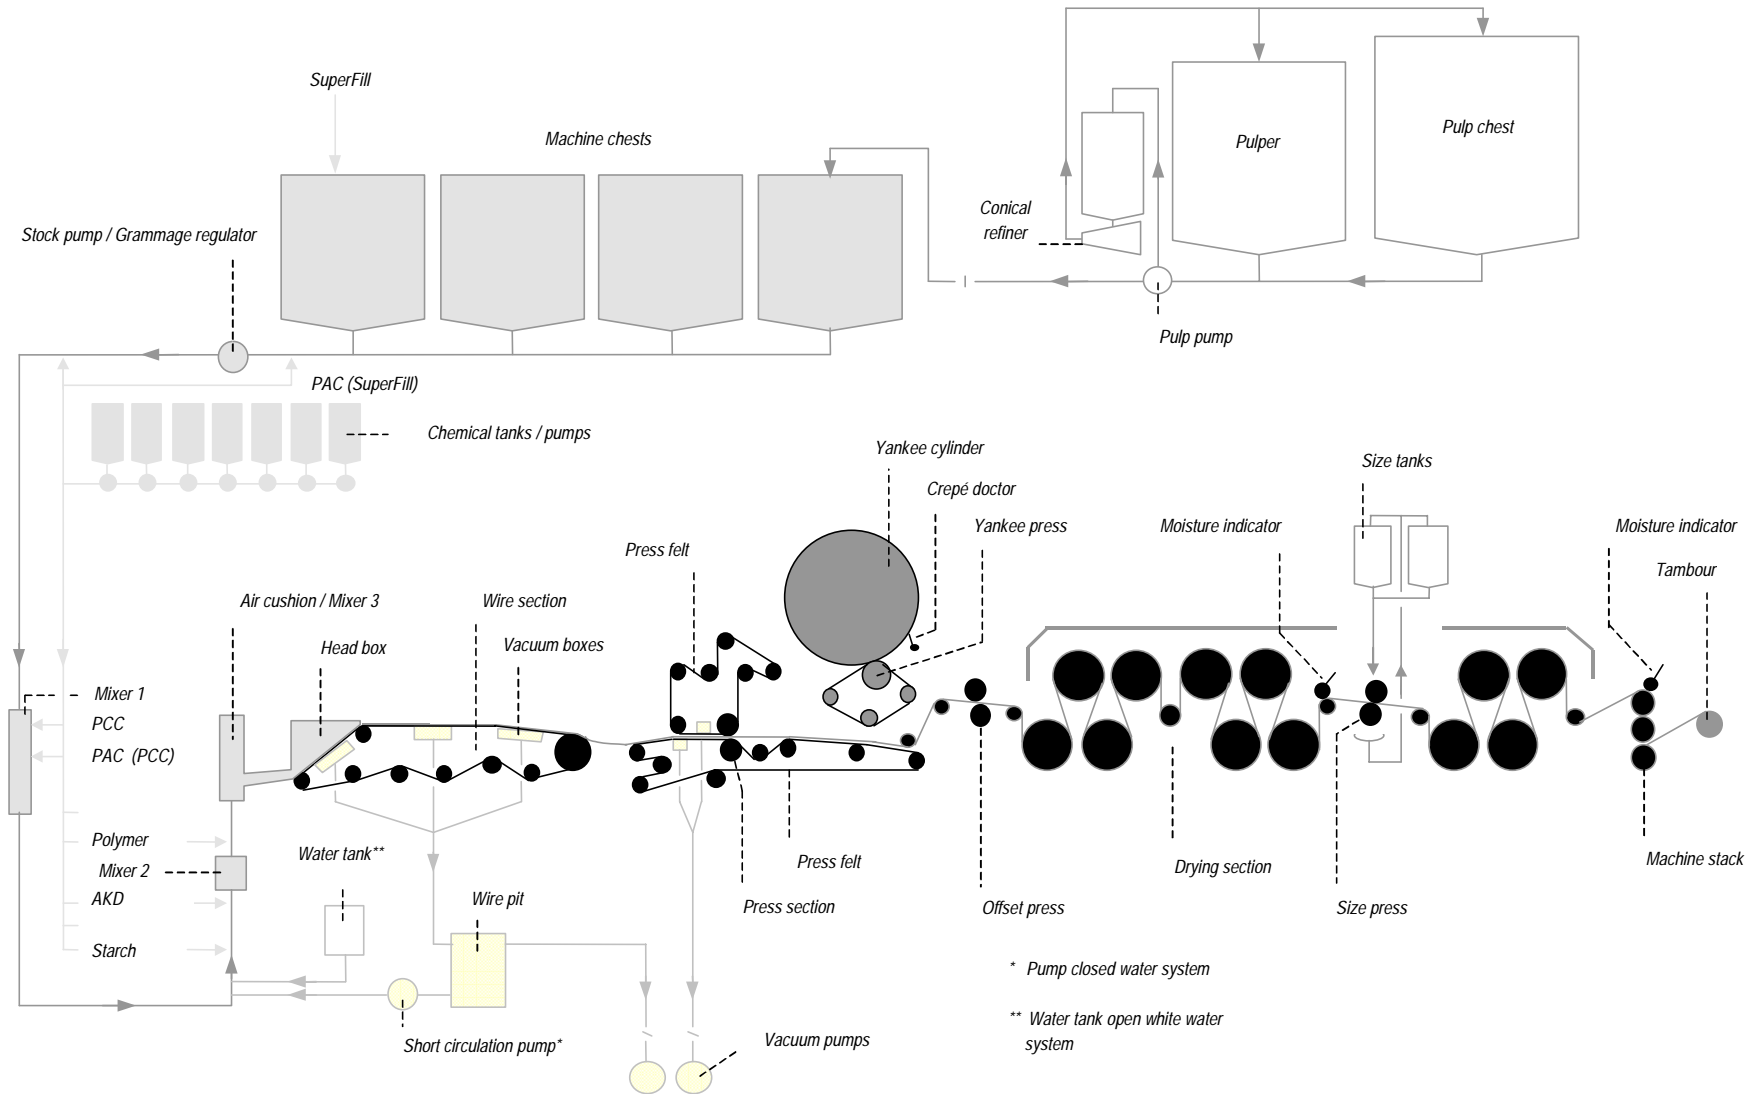 SuperFill
Machine chests
Pulper
Pulp chest
Conical
refiner
Stock pump / Grammage regulator
Pulp pump
PAC (SuperFill)
Chemical tanks / pumps
Yankee cylinder
Size tanks
Crepé doctor
Yankee press
Moisture indicator
Moisture indicator
Press felt
Tambour
Air cushion / Mixer 3
Wire section
Head box
Vacuum boxes
Mixer 1
PCC
PAC (PCC)
Polymer
Mixer 2
AKD
Starch
Water tank**
Wire pit
Press felt
Press section
Offset press
Drying section
Size press
Machine stack
* Pump closed water system
** Water tank open white water
system
Short circulation pump*
Vacuum pumps